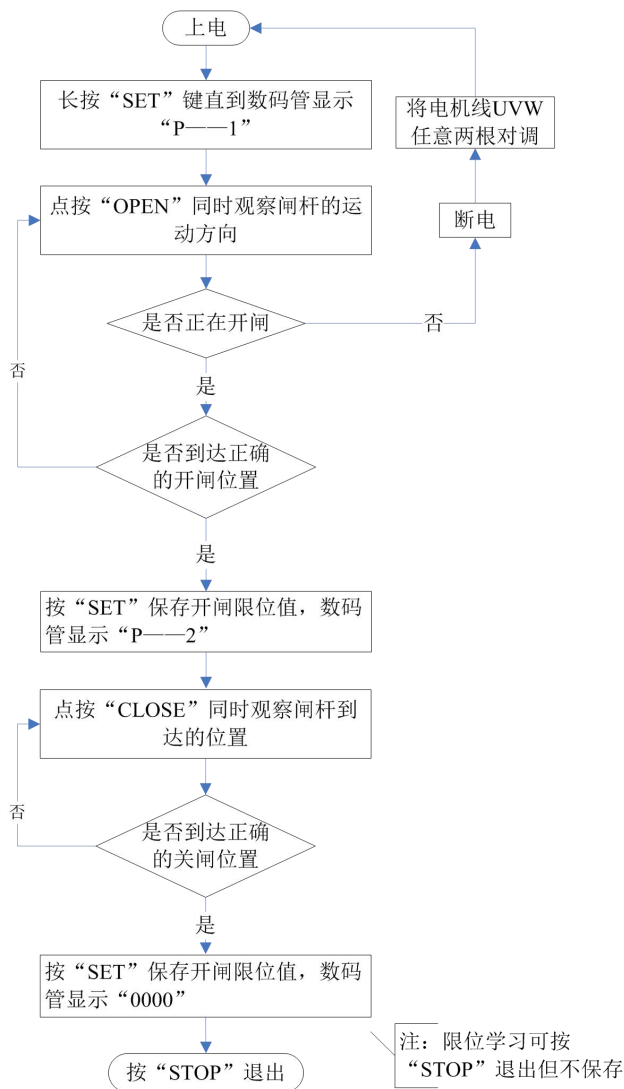 上电
长按“SET”键直到数码管显示
“P——1”
将电机线UVW
任意两根对调
点按“OPEN”同时观察闸杆的运
动方向
断电
是否正在开闸
否
否
是
是否到达正确
的开闸位置
是
按“SET”保存开闸限位值，数码
管显示“P——2”
点按“CLOSE”同时观察闸杆到
达的位置
否
是否到达正确
的关闸位置
是
按“SET”保存开闸限位值，数码
管显示“0000”
按“STOP”退出
注：限位学习可按
“STOP”退出但不保存